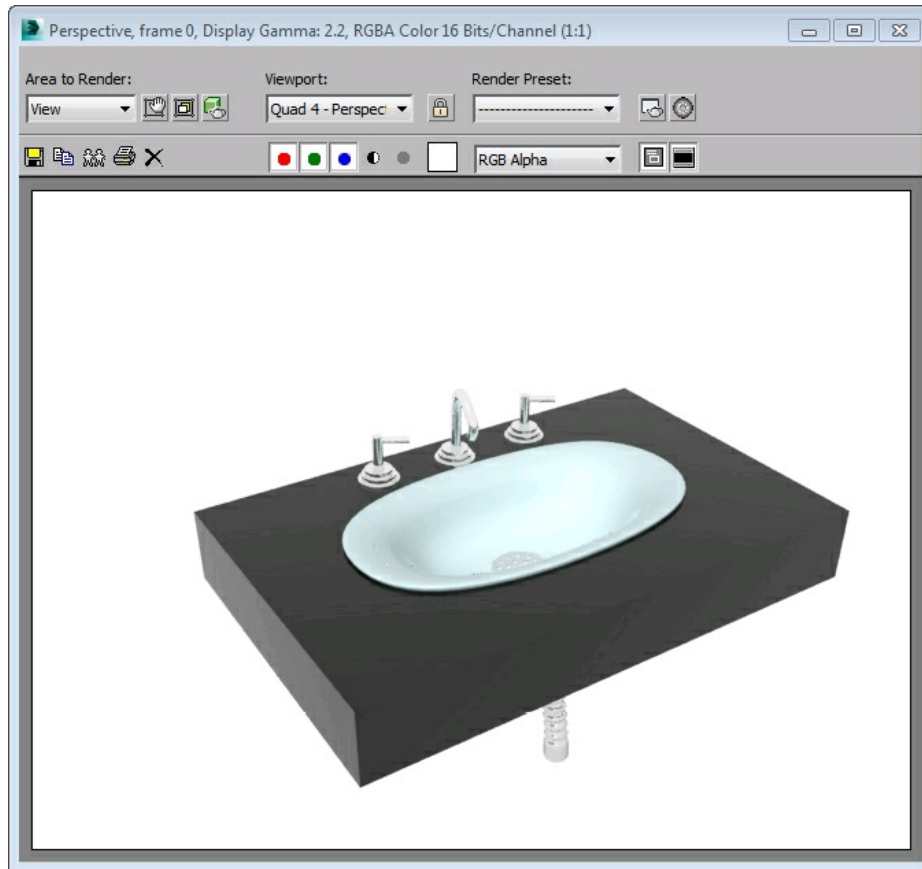 Perspective, frame 0, Display Gamma: 2.2, RGBA Color 16 Bits/Channel (1:1)
Area to Render:
Viewport:
Render Preset:
View
Quad 4 - Perspec
--------------------
RGB Alpha